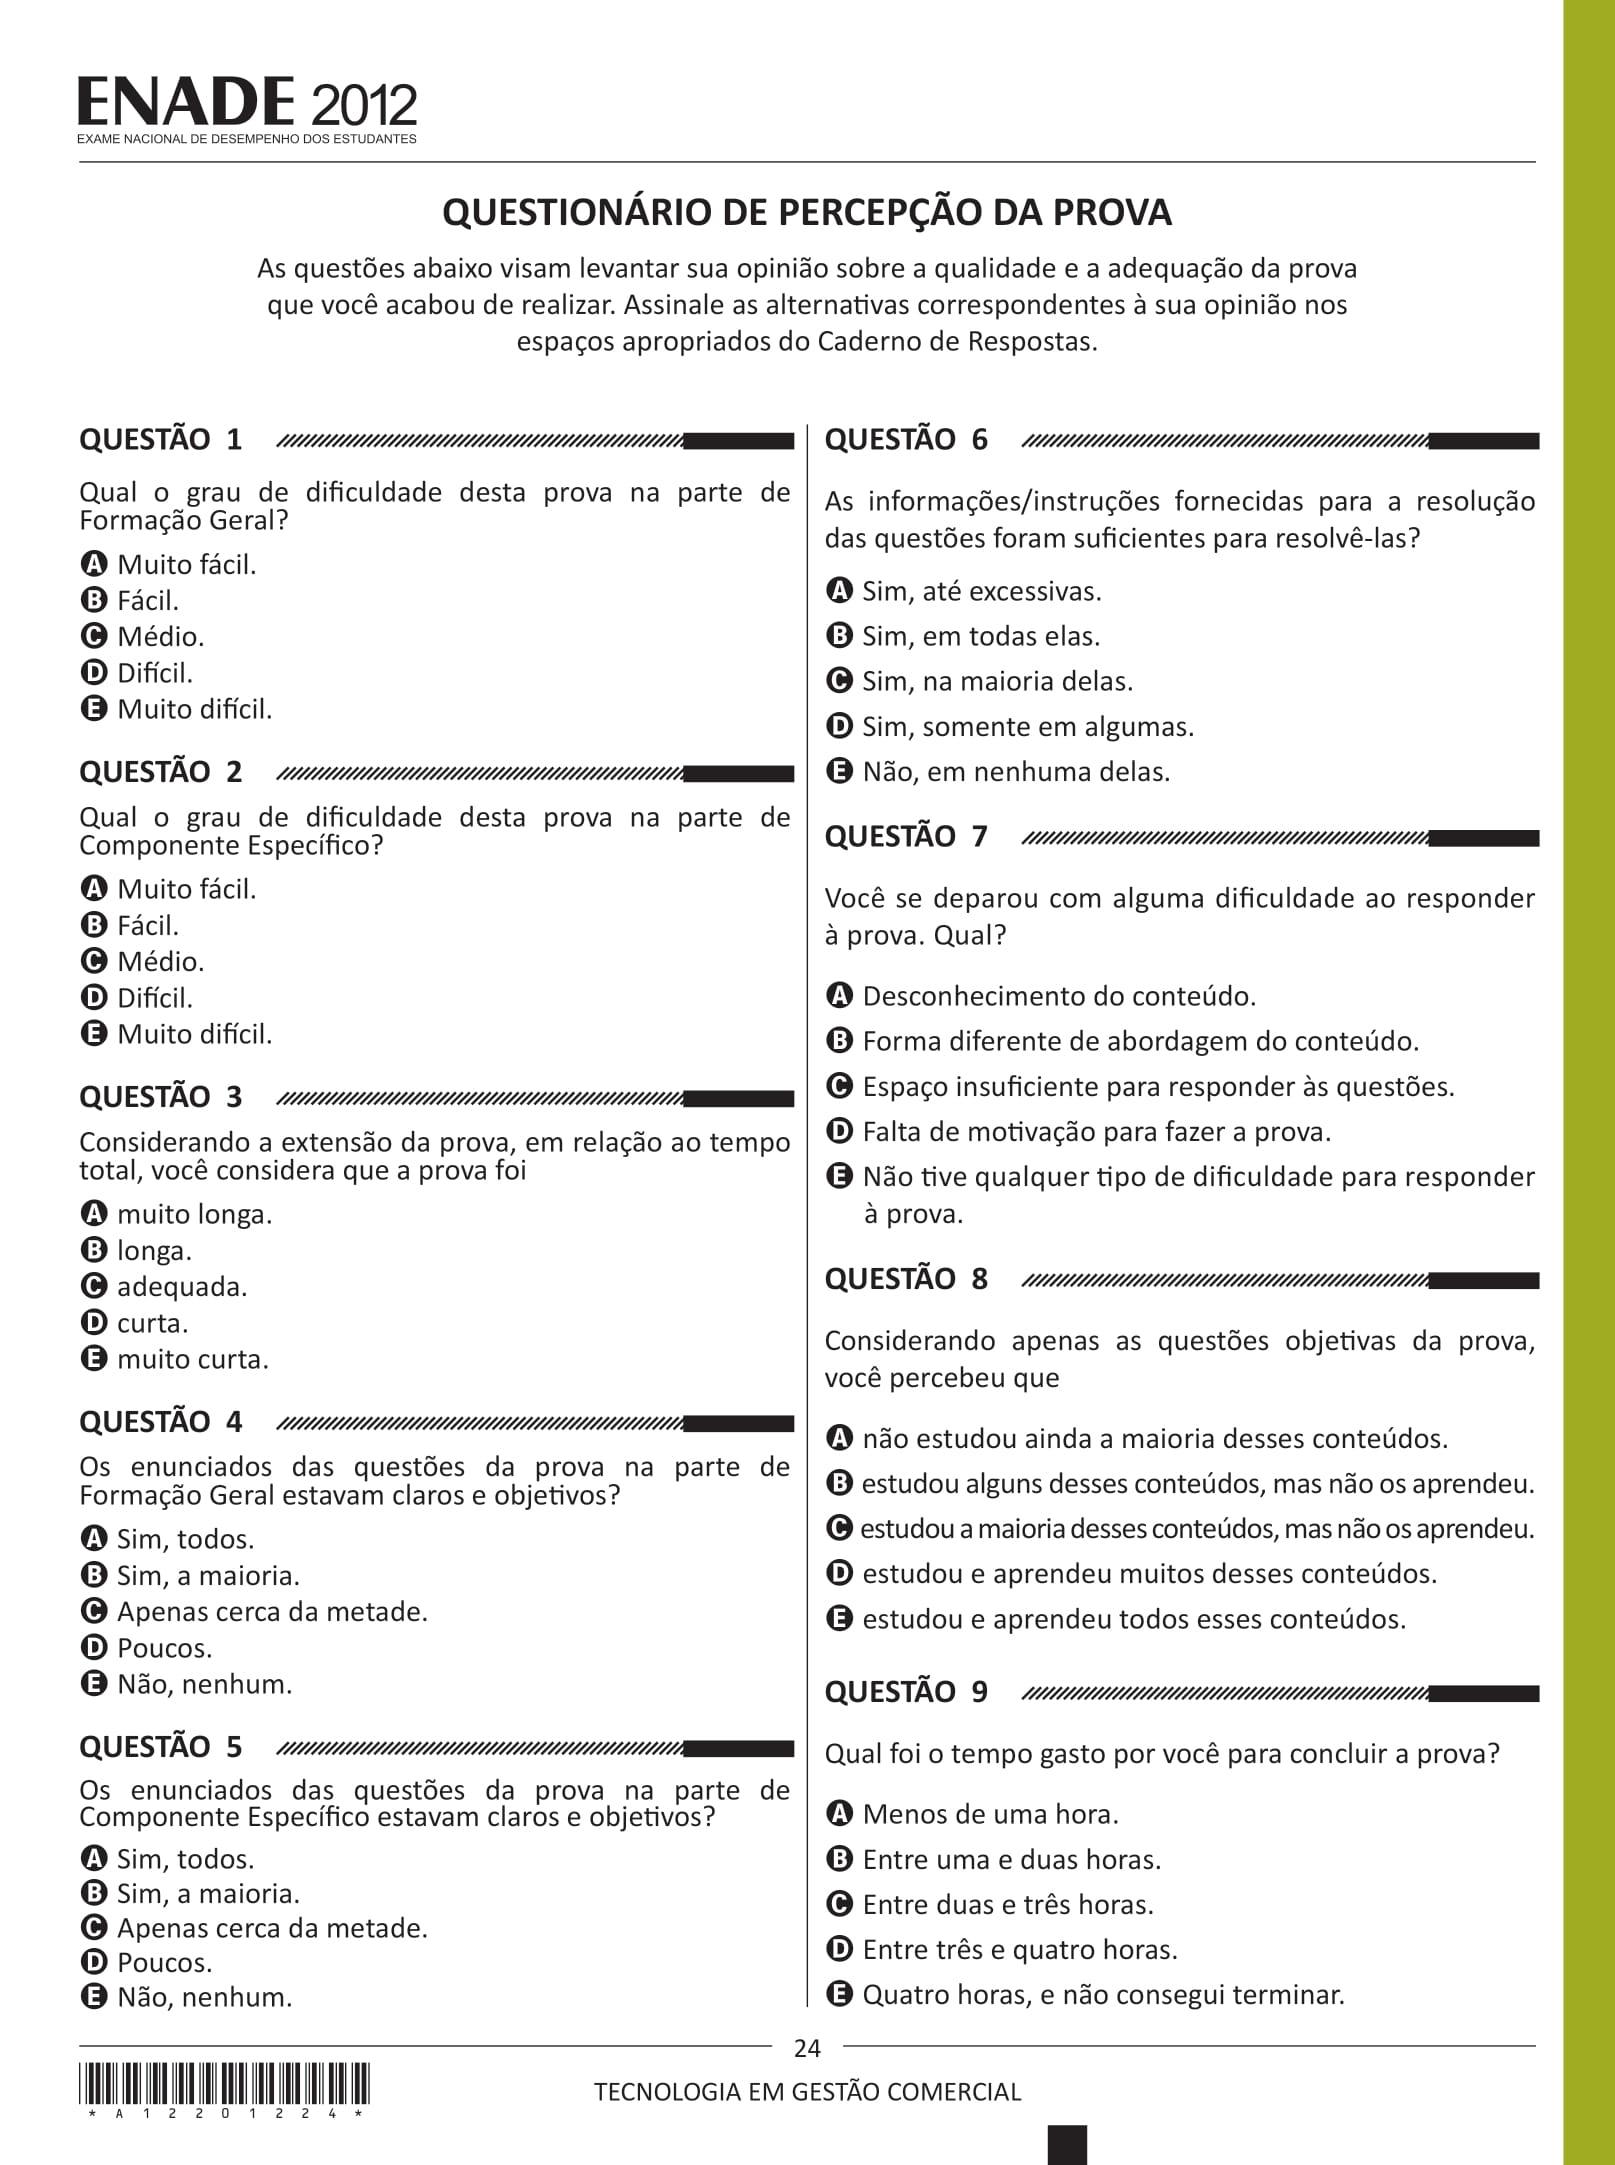 ENADE 2012
EXAME NACIONAL DE DESEMPENHO DOS ESTUDANTES
QUESTIONÁRIO DE PERCEPÇÃO DA PROVA
As questões abaixo visam levantar sua opinião sobre a qualidade e a adequação da prova
que você acabou de realizar. Assinale as alternativas correspondentes à sua opinião nos
espaços apropriados do Caderno de Respostas.
QUESTÃO 1
Qual o grau de dificuldade desta prova na parte de
Formação Geral?
A Muito fácil.
B Fácil.
C Médio.
D Difícil.
E Muito difícil.
QUESTÃO 2
Qual o grau de dificuldade desta prova na parte de
Componente Específico?
A Muito fácil.
B Fácil.
C Médio.
D Difícil.
E Muito difícil.
QUESTÃO 3
Considerando a extensão da prova, em relação ao tempo
total, você considera que a prova foi
A muito longa.
B longa.
C adequada.
D curta.
E muito curta.
QUESTÃO 4
Os enunciados das questões da prova na parte de
Formação Geral estavam claros e objetivos?
A Sim, todos.
B Sim, a maioria.
C Apenas cerca da metade.
D Poucos.
E Não, nenhum.
QUESTÃO 5
Os enunciados das questões da prova na parte de
Componente Específico estavam claros e objetivos?
A Sim, todos.
B Sim, a maioria.
C Apenas cerca da metade.
D Poucos.
E Não, nenhum.
QUESTÃO 6
As informações/instruções fornecidas para a resolução
das questões foram suficientes para resolvê-las?
A Sim, até excessivas.
B Sim, em todas elas.
C Sim, na maioria delas.
D Sim, somente em algumas.
E Não, em nenhuma delas.
QUESTÃO 7
Você se deparou com alguma dificuldade ao responder
à prova. Qual?
A Desconhecimento do conteúdo.
B Forma diferente de abordagem do conteúdo.
C Espaço insuficiente para responder às questões.
D Falta de motivação para fazer a prova.
E Não tive qualquer tipo de dificuldade para responder
à prova.
QUESTÃO 8
Considerando apenas as questões objetivas da prova,
você percebeu que
A não estudou ainda a maioria desses conteúdos.
B estudou alguns desses conteúdos, mas não os aprendeu.
C estudou a maioria desses conteúdos, mas não os aprendeu.
D estudou e aprendeu muitos desses conteúdos.
E estudou e aprendeu todos esses conteúdos.
QUESTÃO 9
Qual foi o tempo gasto por você para concluir a prova?
A Menos de uma hora.
B Entre uma e duas horas.
C Entre duas e três horas.
D Entre três e quatro horas.
E Quatro horas, e não consegui terminar.
24
TECNOLOGIA EM GESTÃO COMERCIAL
* A 1 2 2 0 1 2 2 4 *